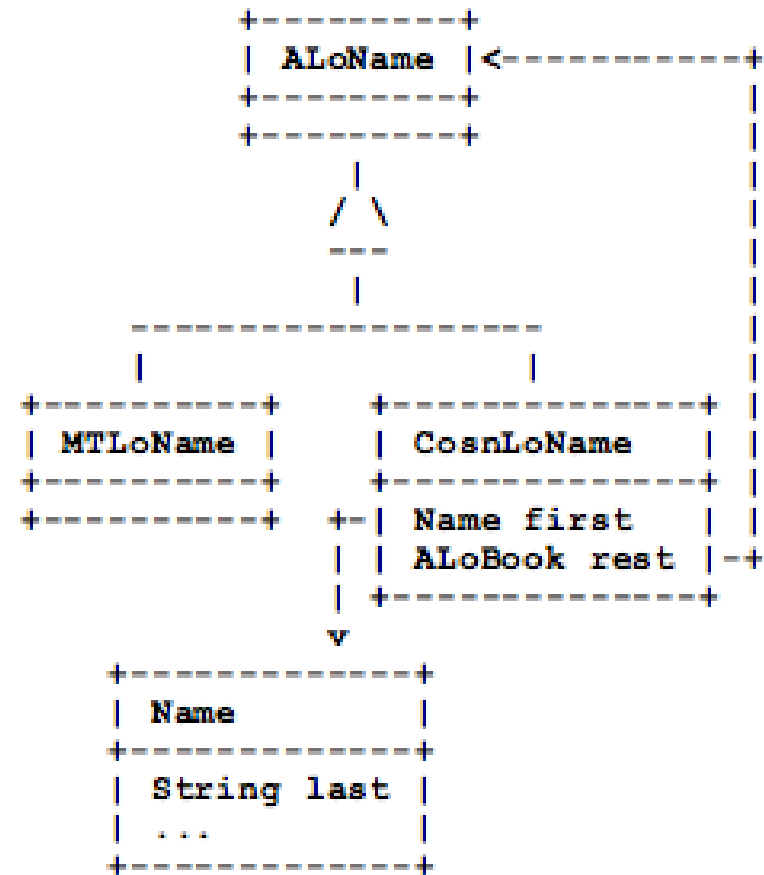 ALoName
MTLoName
CosnLoName
Name first
ALoBook rest
Name
String last
...